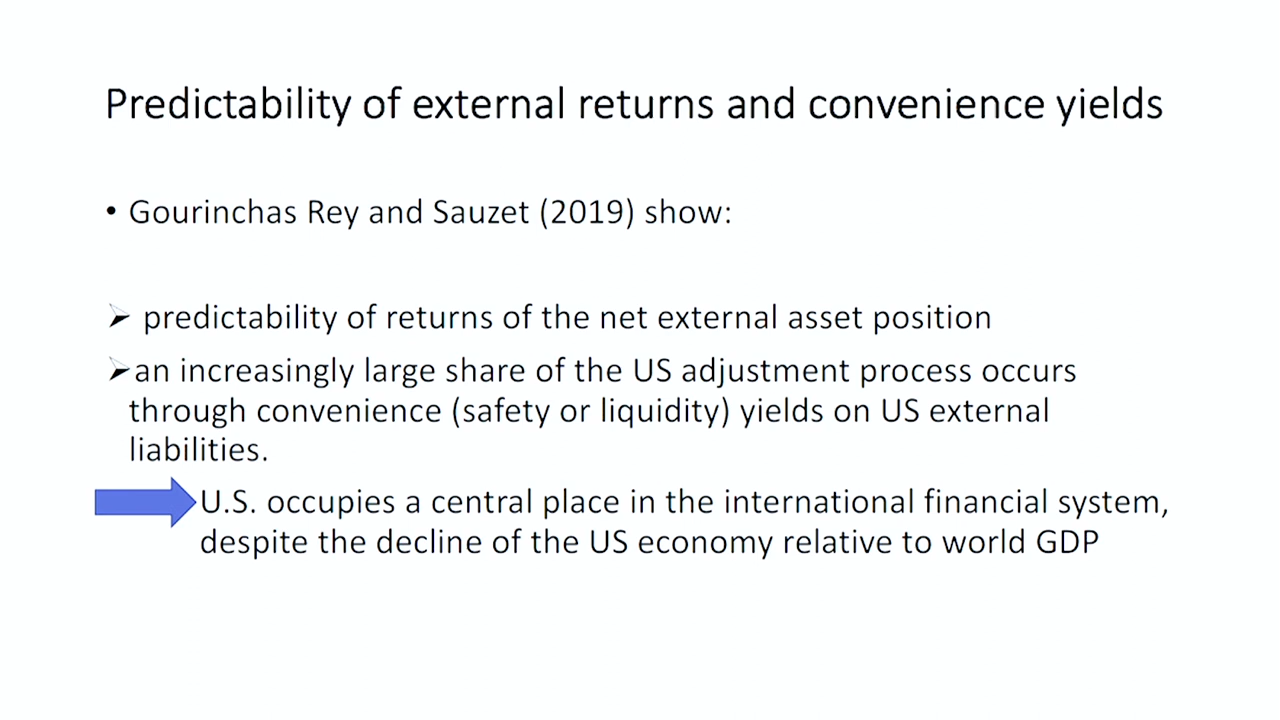 Predictability of external returns and convenience yields
• Gourinchas Rey and Sauzet (2019) show:
➢ predictability of returns of the net external asset position
➢an increasingly large share of the US adjustment process occurs
through convenience (safety or liquidity) yields on US external
liabilities.
U.S. occupies a central place in the international financial system,
despite the decline of the US economy relative to world GDP